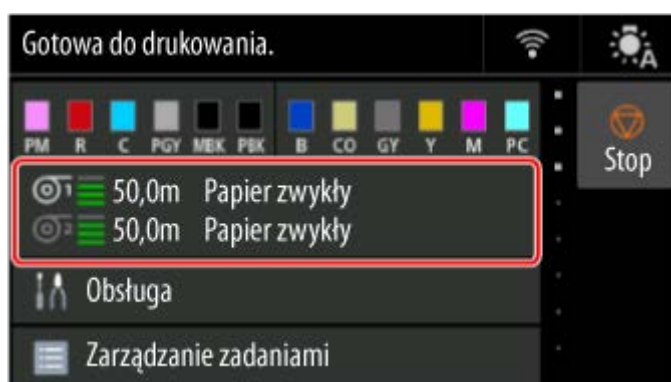 Gotowa do drukowania.
A
PM R C PGY MBK PBK B CO GY Y M PC
Stop
1 50,0m Papier zwykły
2 50,0m Papier zwykły
Obsługa
Zarządzanie zadaniami